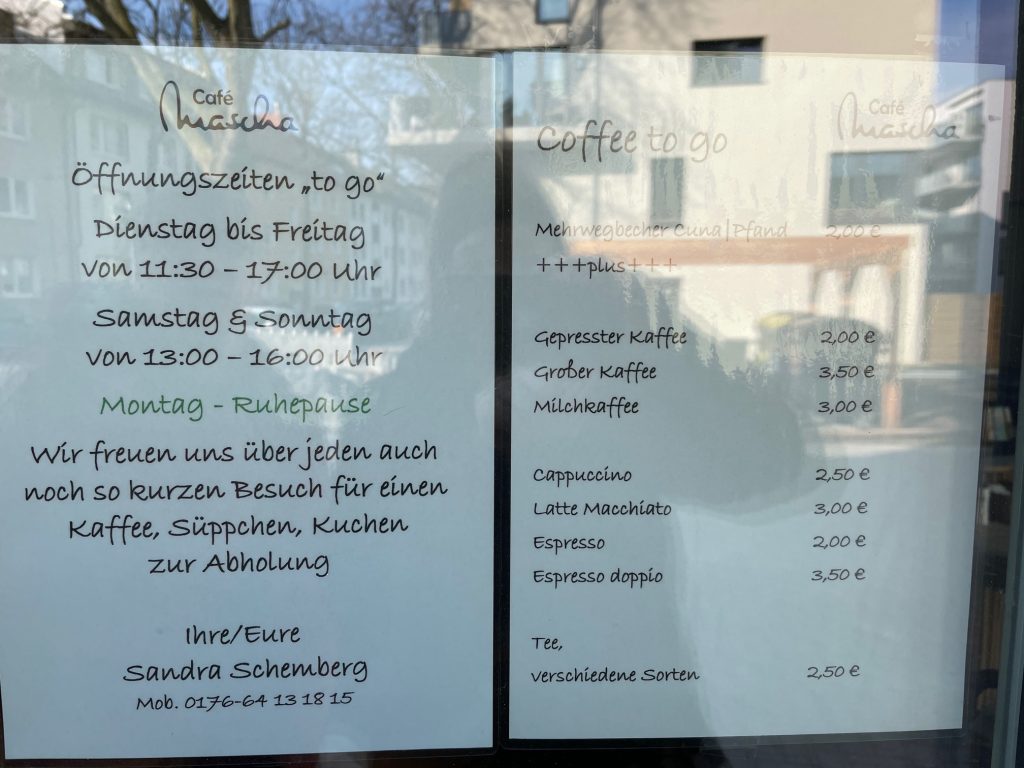 Café
Mascha
Öffnungszeiten „to go“
Dienstag bis Freitag
von 11:30 – 17:00 Uhr
Samstag & Sonntag
von 13:00 – 16:00 Uhr
Montag - Ruhepause
Wir freuen uns über jeden auch
noch so kurzen Besuch für einen
Kaffee, Süppchen, Kuchen
zur Abholung
Ihre/Eure
Sandra Schemberg
Mob. 0176-64 13 18 15
Café
Mascha
Coffee to go
Mehrwegbecher Cuna|Pfand 2,00 €
+++plus+++
Gepresster Kaffee 2,00 €
Großer Kaffee 3,50 €
Milchkaffee 3,00 €
Cappuccino 2,50 €
Latte Macchiato 3,00 €
Espresso 2,00 €
Espresso doppio 3,50 €
Tee,
verschiedene Sorten 2,50 €